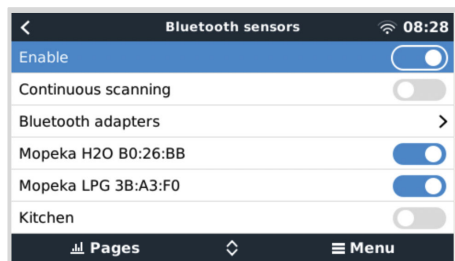 Bluetooth sensors 08:28
Enable
Continuous scanning
Bluetooth adapters
Mopeka H2O B0:26:BB
Mopeka LPG 3B:A3:F0
Kitchen
Pages Menu